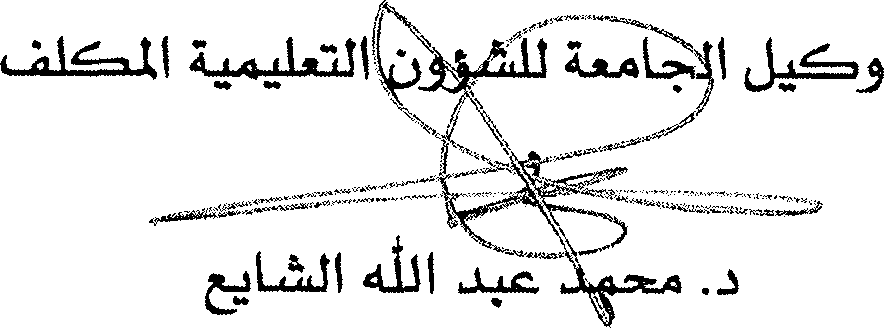 وكيل الجامعة للشؤون التعليمية المكلف
د. محمد عبد الله الشايع